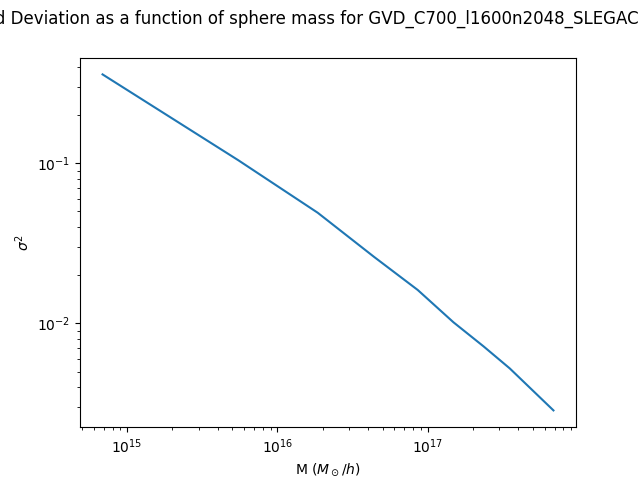 d Deviation as a function of sphere mass for GVD_C700_l1600n2048_SLEGAC
10⁻¹
σ²
10⁻²
10¹⁵
10¹⁶
10¹⁷
M (M⊙/h)